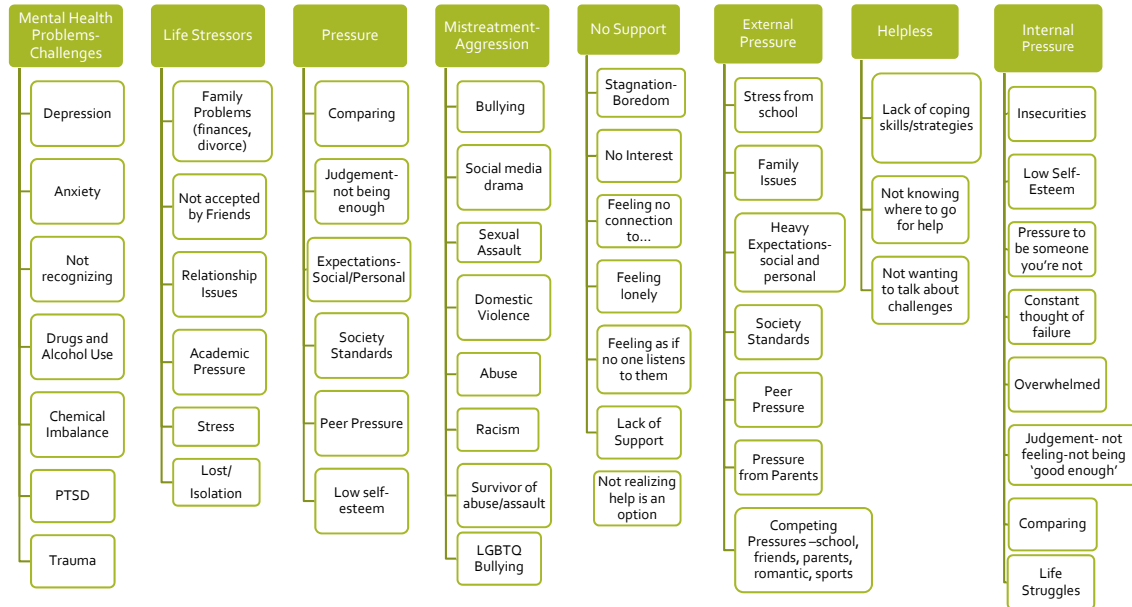 Mental Health
Problems-
Challenges
Depression
Anxiety
Not
recognizing
Drugs and
Alcohol Use
Chemical
Imbalance
PTSD
Trauma
Life Stressors
Family
Problems
(finances,
divorce)
Not accepted
by Friends
Relationship
Issues
Academic
Pressure
Stress
Lost/
Isolation
Pressure
Comparing
Judgement-
not being
enough
Expectations-
Social/Personal
Society
Standards
Peer Pressure
Low self-
esteem
Mistreatment-
Aggression
Bullying
Social media
drama
Sexual
Assault
Domestic
Violence
Abuse
Racism
Survivor of
abuse/assault
LGBTQ
Bullying
No Support
Stagnation-
Boredom
No Interest
Feeling no
connection
to...
Feeling
lonely
Feeling as if
no one listens
to them
Lack of
Support
Not realizing
help is an
option
External
Pressure
Stress from
school
Family
Issues
Heavy
Expectations-
social and
personal
Society
Standards
Peer
Pressure
Pressure
from Parents
Competing
Pressures –school,
friends, parents,
romantic, sports
Helpless
Lack of coping
skills/strategies
Not knowing
where to go
for help
Not wanting
to talk about
challenges
Internal
Pressure
Insecurities
Low Self-
Esteem
Pressure to
be someone
you're not
Constant
thought of
failure
Overwhelmed
Judgement- not
feeling-not being
‘good enough’
Comparing
Life
Struggles